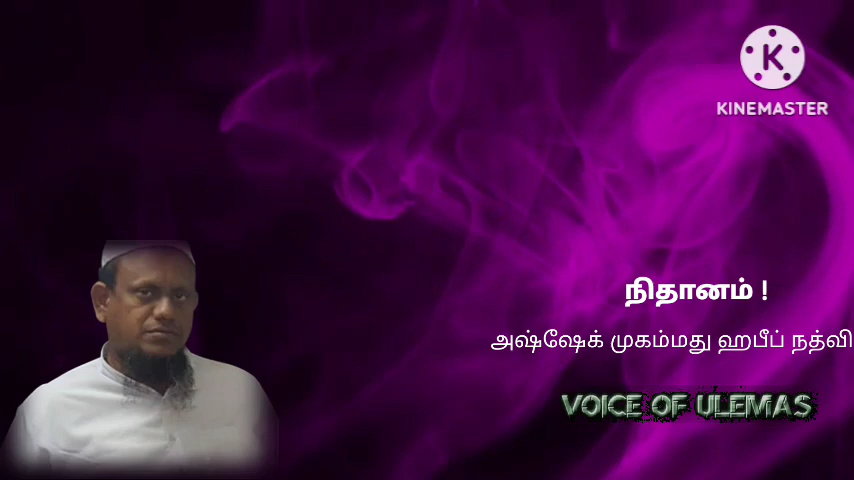 KINEMASTER
நிதானம் !
அஷ்ஷேக் முகம்மது ஹபீப் நத்வி
VOICE OF ULEMAS